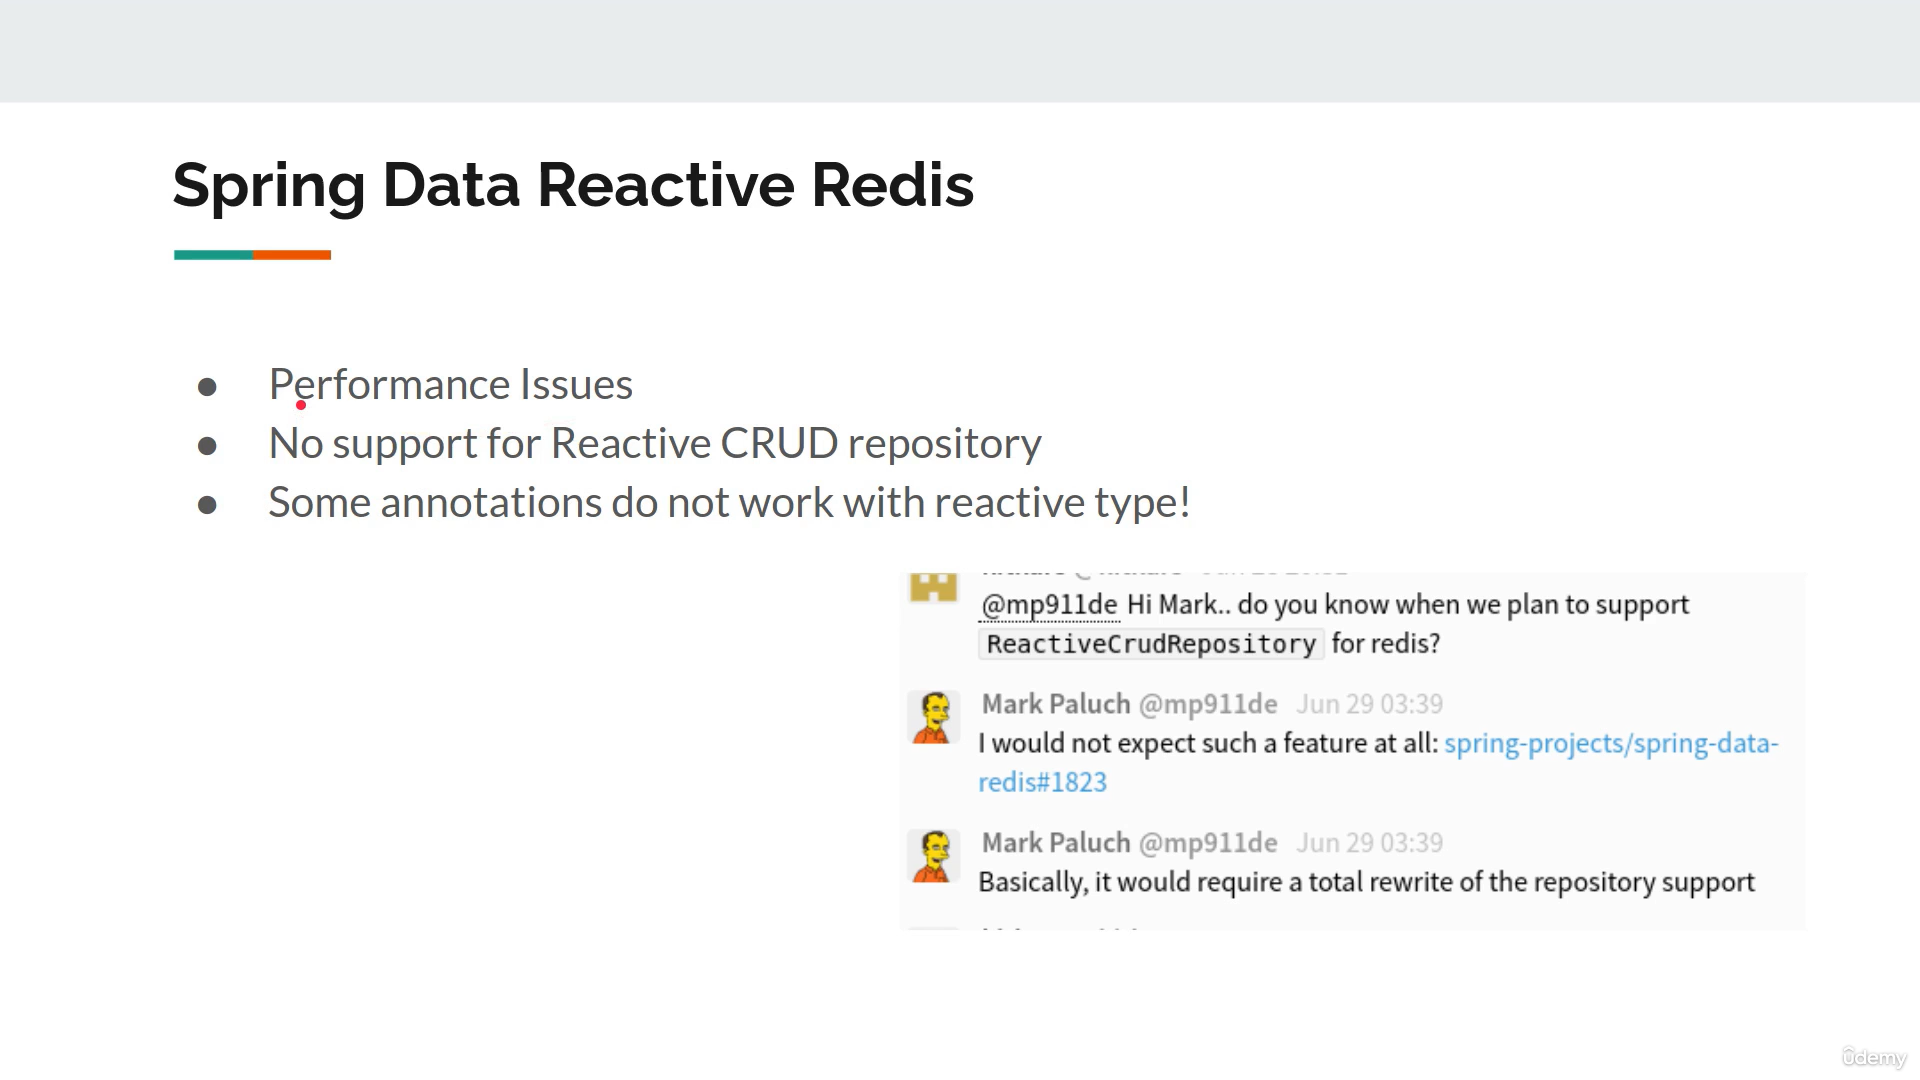 Spring Data Reactive Redis
● Performance Issues
● No support for Reactive CRUD repository
● Some annotations do not work with reactive type!
@mp911de Hi Mark.. do you know when we plan to support
ReactiveCrudRepository for redis?
Mark Paluch @mp911de Jun 29 03:39
I would not expect such a feature at all: spring-projects/spring-data-
redis#1823
Mark Paluch @mp911de Jun 29 03:39
Basically, it would require a total rewrite of the repository support
ûdemy